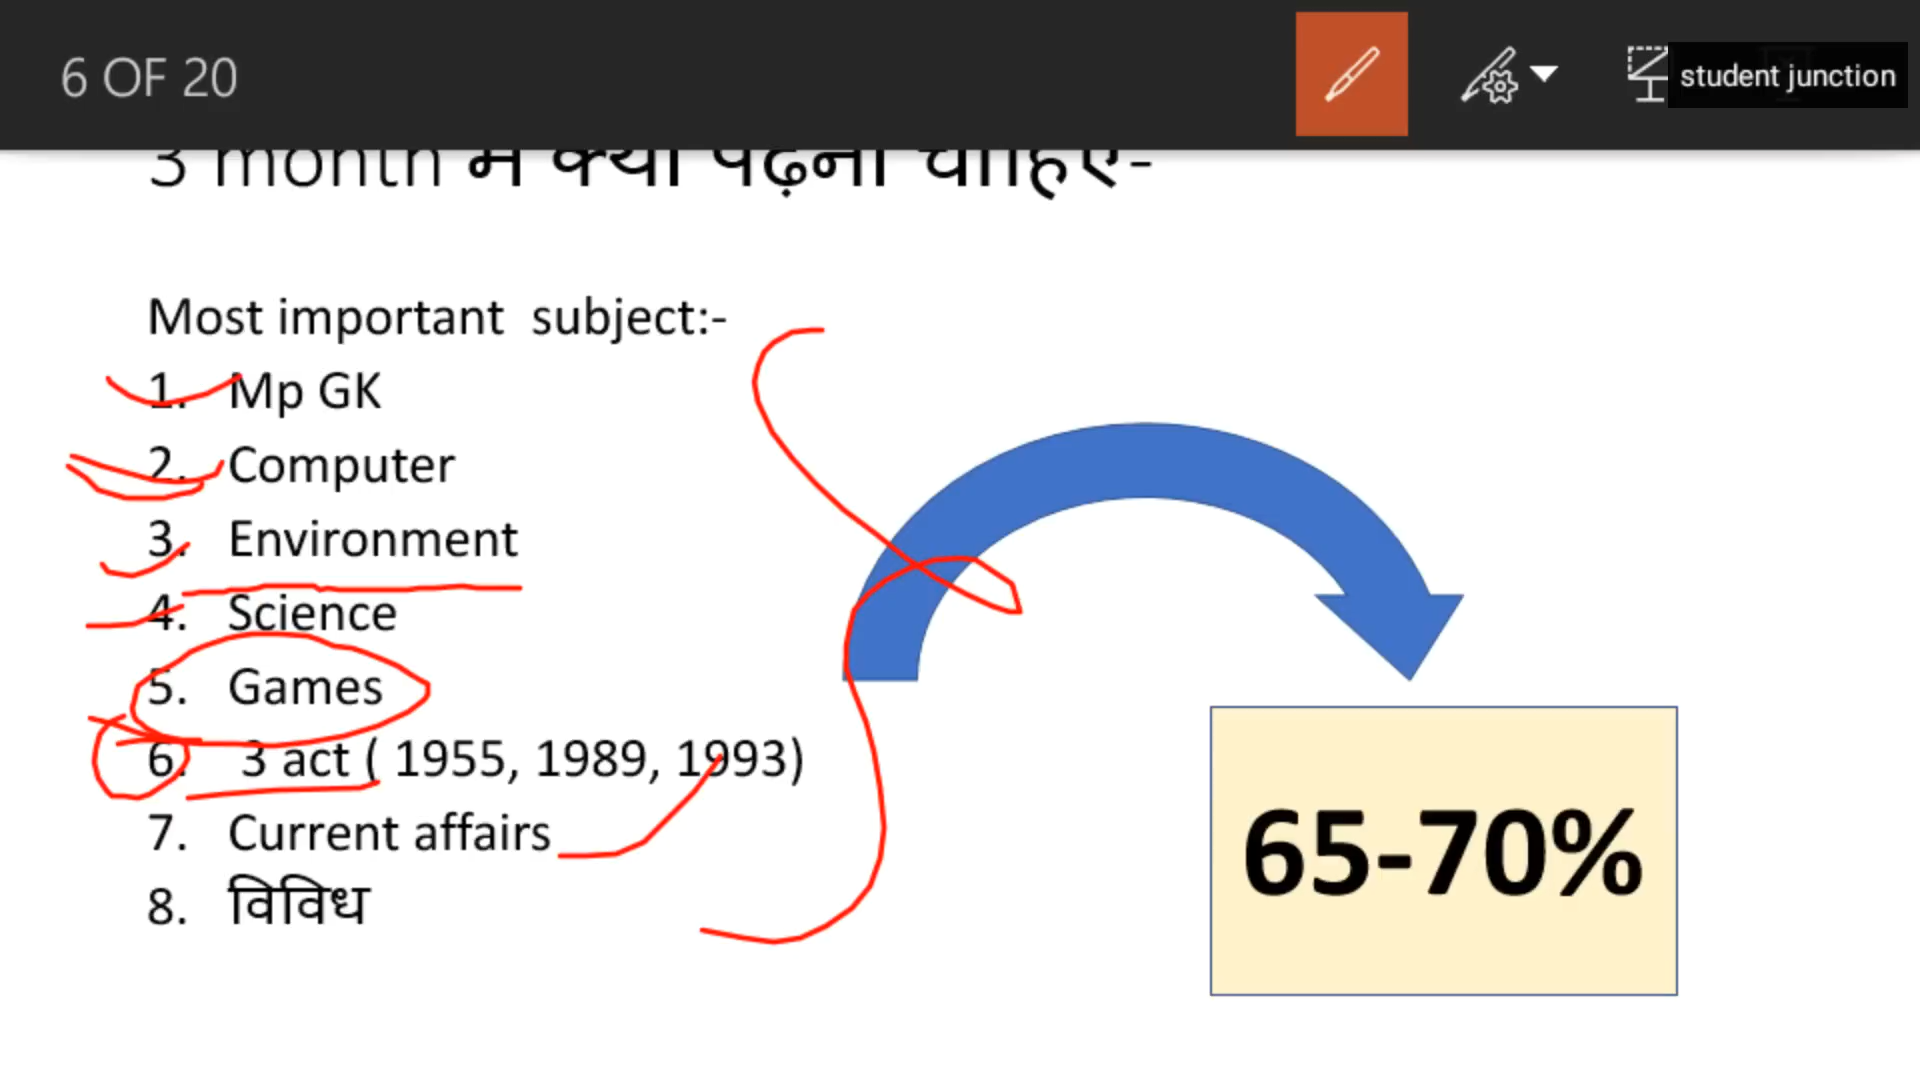 6 OF 20
student junction
3 month में क्या पढ़ना चाहिए-
Most important subject:-
1. Mp GK
2. Computer
3. Environment
4. Science
5. Games
6. 3 act ( 1955, 1989, 1993)
7. Current affairs
8. विविध
65-70%